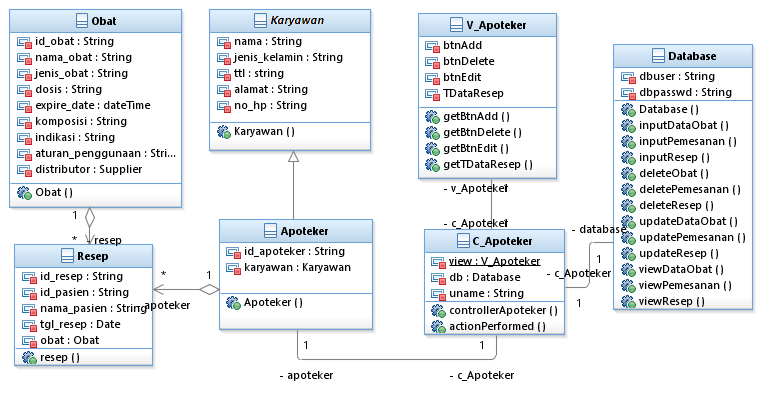 Obat
id_obat : String
nama_obat : String
jenis_obat : String
dosis : String
expire_date : dateTime
komposisi : String
indikasi : String
aturan_penggunaan : Stri...
distributor : Supplier
Obat ()
1
* resep
Resep
id_resep : String
id_pasien : String
nama_pasien : String
tgl_resep : Date
obat : Obat
resep ()
Karyawan
nama : String
jenis_kelamin : String
ttl : string
alamat : String
no_hp : String
Karyawan ()
*
1
- apoteker
Apoteker
id_apoteker : String
karyawan : Karyawan
Apoteker ()
1
1
- apoteker
- c_Apoteker
V_Apoteker
btnAdd
btnDelete
btnEdit
TDataResep
getBtnAdd ()
getBtnDelete ()
getBtnEdit ()
getTDataResep ()
- v_Apoteker
1
- c_Apoteker
1
C_Apoteker
view : V_Apoteker
db : Database
uname : String
controllerApoteker ()
actionPerformed ()
- database
1
- c_Apoteker
1
Database
dbuser : String
dbpasswd : String
Database ()
inputDataObat ()
inputPemesanan ()
inputResep ()
deleteObat ()
deletePemesanan ()
deleteResep ()
updateDataObat ()
updatePemesanan ()
updateResep ()
viewDataObat ()
viewPemesanan ()
viewResep ()